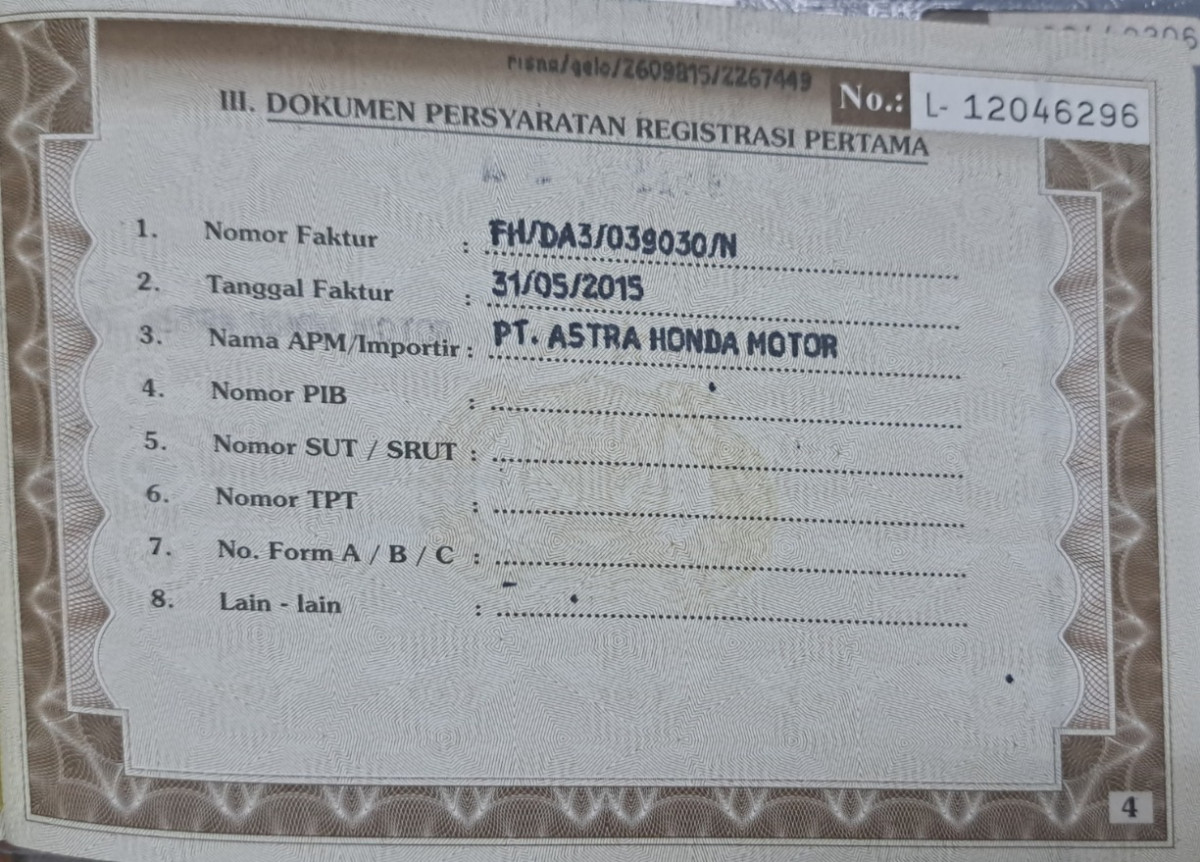 risna/gelo/2609815/2267449
No.: L- 12046296
III. DOKUMEN PERSYARATAN REGISTRASI PERTAMA
1. Nomor Faktur : FH/DA3/039030/N
2. Tanggal Faktur : 31/05/2015
3. Nama APM/Importir : PT. ASTRA HONDA MOTOR
4. Nomor PIB :
5. Nomor SUT / SRUT :
6. Nomor TPT :
7. No. Form A / B / C :
8. Lain - lain :
4